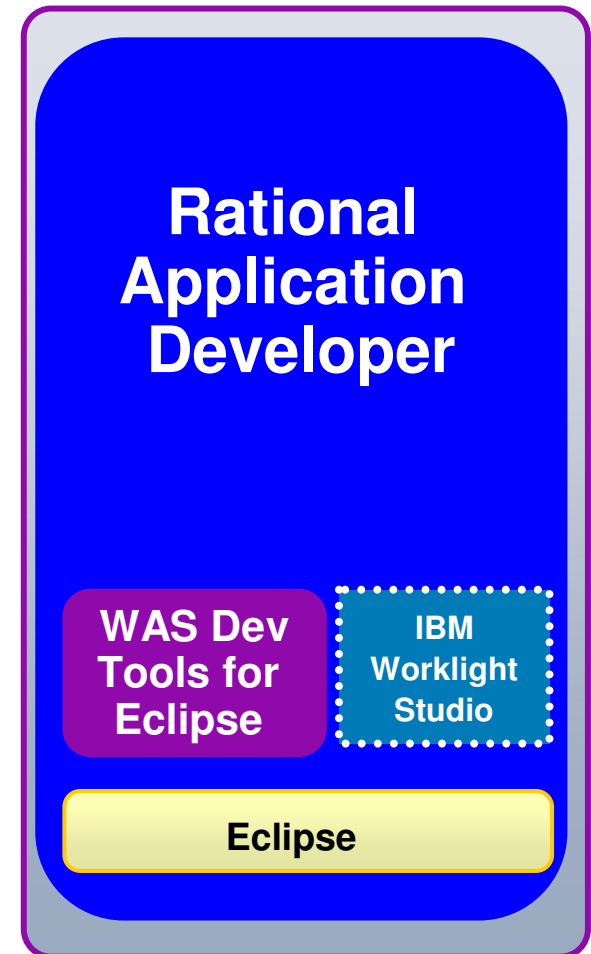 Rational
Application
Developer
WAS Dev
Tools for
Eclipse
IBM
Worklight
Studio
Eclipse